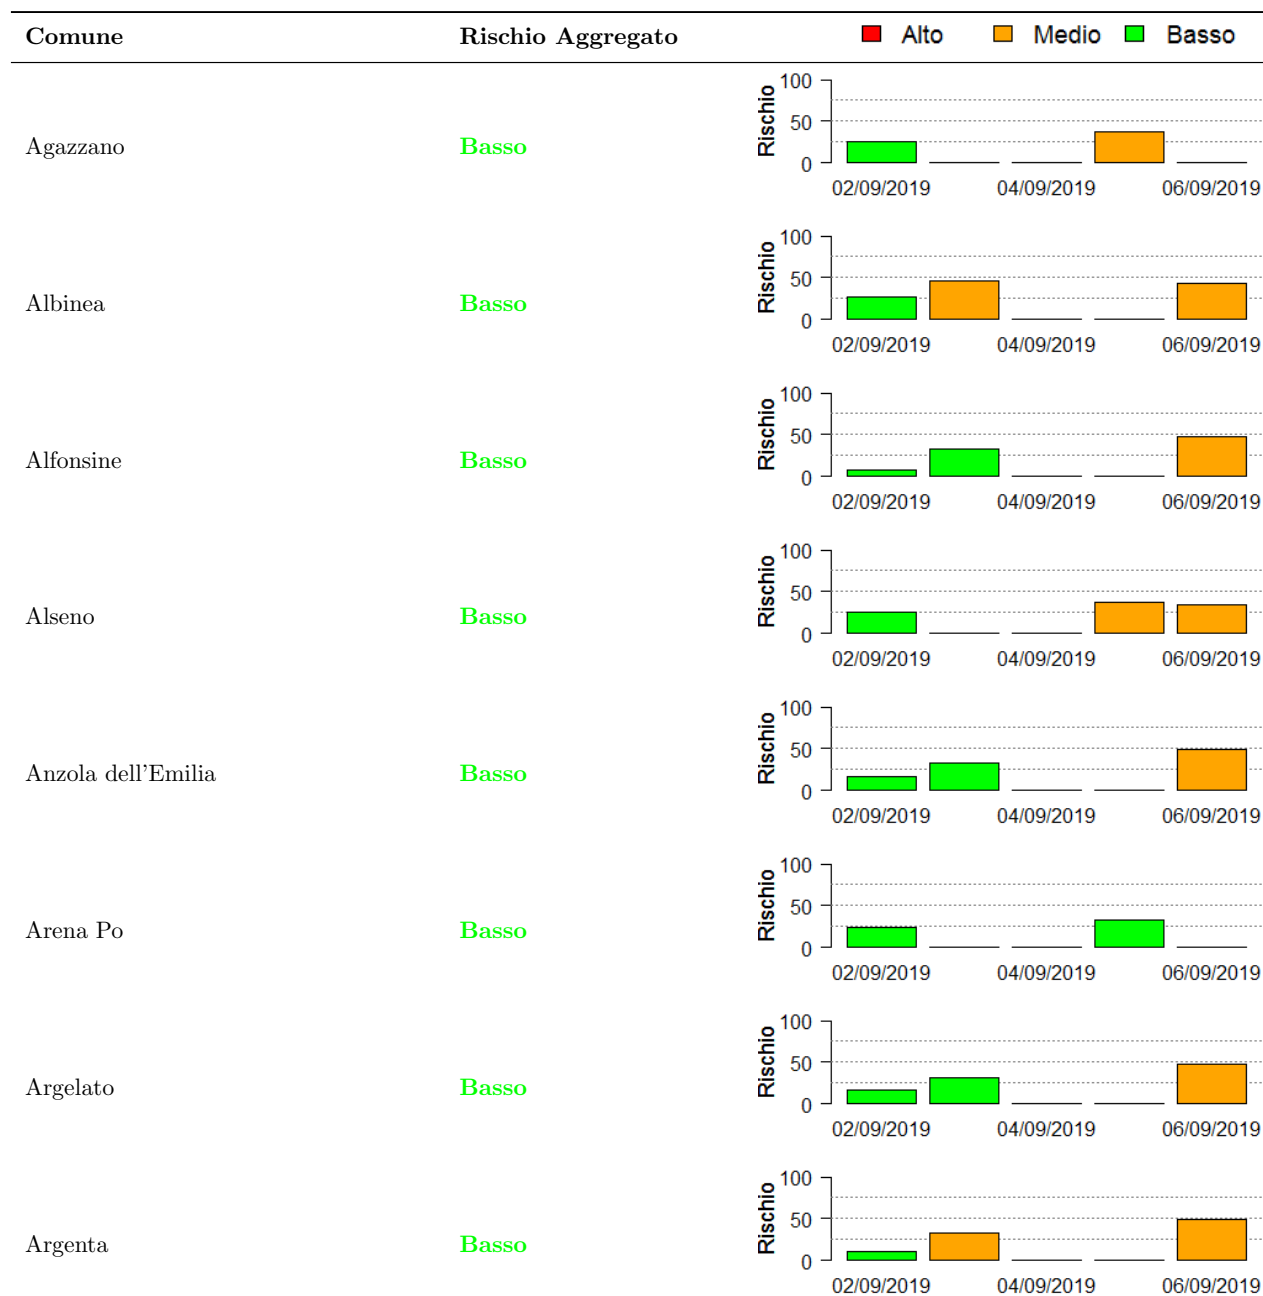 Comune Rischio Aggregato Alto Medio Basso
100
50
0
Rischio
Agazzano Basso
02/09/2019 04/09/2019 06/09/2019
100
50
0
Rischio
Albinea Basso
02/09/2019 04/09/2019 06/09/2019
100
50
0
Rischio
Alfonsine Basso
02/09/2019 04/09/2019 06/09/2019
100
50
0
Rischio
Alseno Basso
02/09/2019 04/09/2019 06/09/2019
100
50
0
Rischio
Anzola dell'Emilia Basso
02/09/2019 04/09/2019 06/09/2019
100
50
0
Rischio
Arena Po Basso
02/09/2019 04/09/2019 06/09/2019
100
50
0
Rischio
Argelato Basso
02/09/2019 04/09/2019 06/09/2019
100
50
0
Rischio
Argenta Basso
02/09/2019 04/09/2019 06/09/2019